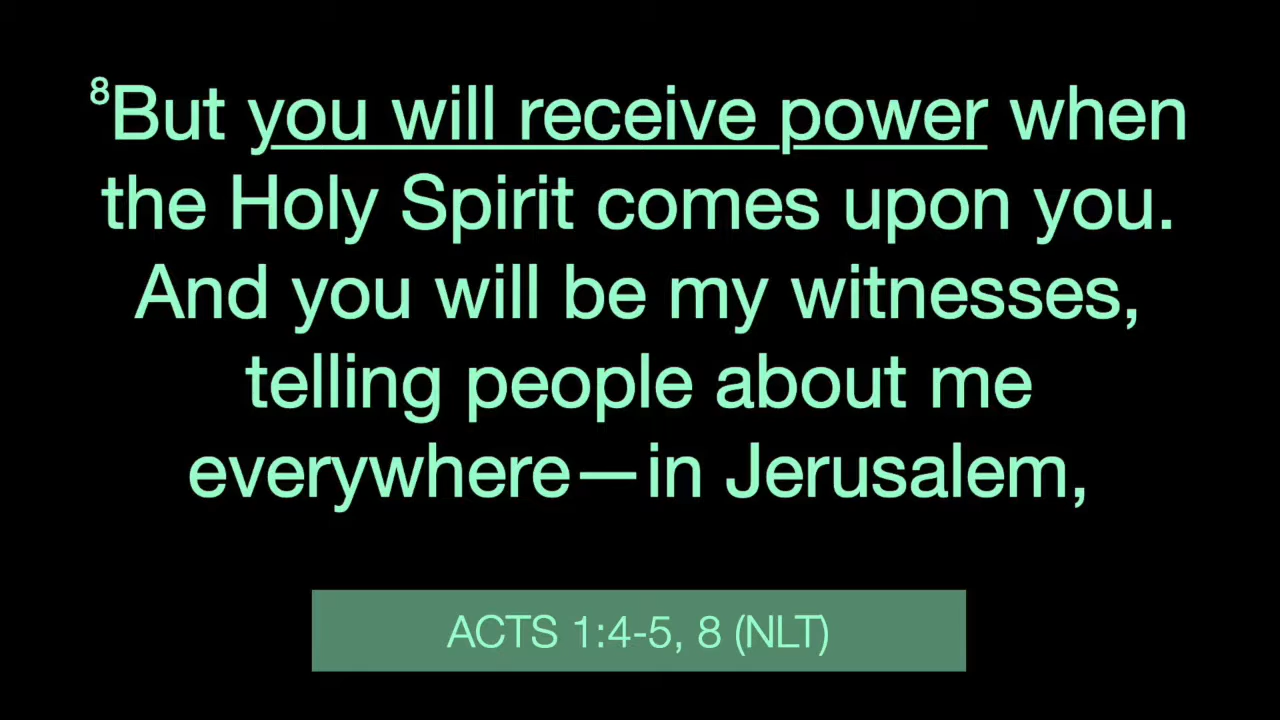 ⁸But you will receive power when
the Holy Spirit comes upon you.
And you will be my witnesses,
telling people about me
everywhere—in Jerusalem,
ACTS 1:4-5, 8 (NLT)